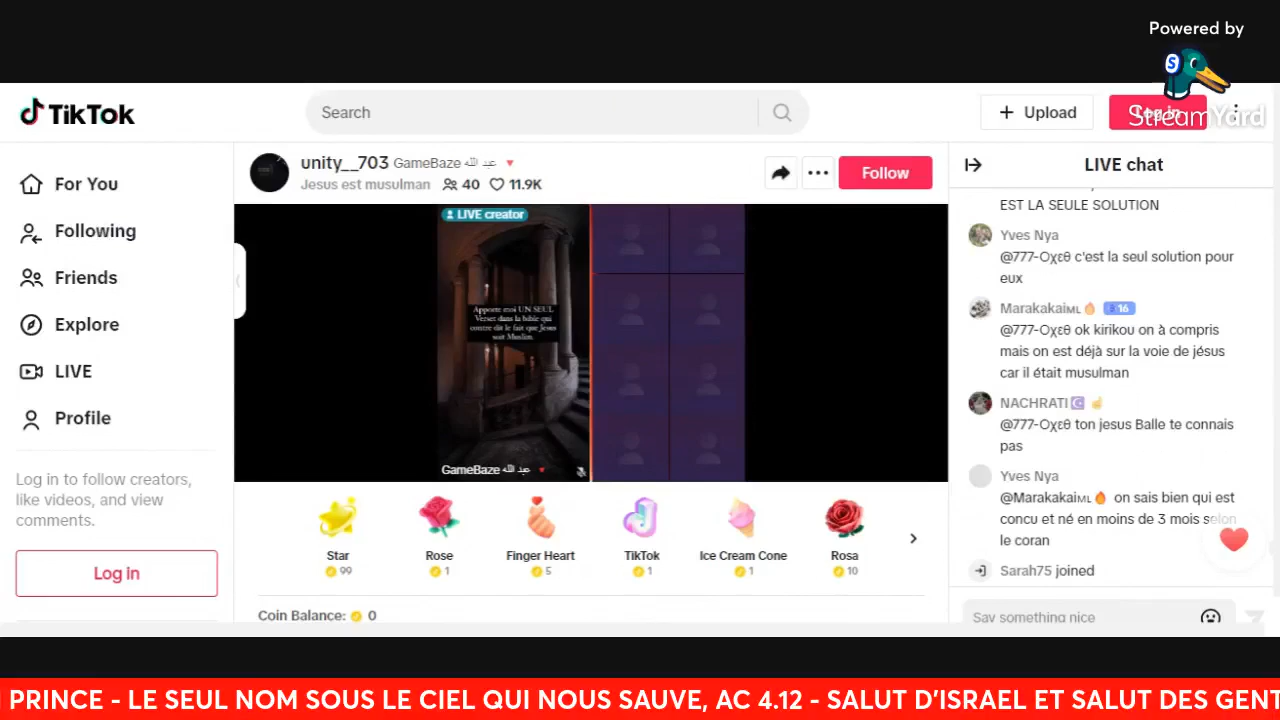 Powered by
StreamYard
TikTok
Search
Upload
Log in
For You
Following
Friends
Explore
LIVE
Profile
Log in to follow creators,
like videos, and view
comments.
Log in
unity__703 GameBaze عبد الله
Jesus est musulman 40 11.9K
Follow
LIVE creator
Apporte moi UN SEUL
Verset dans la bible qui
contre dit le fait que Jesus
soit Muslim.
GameBaze عبد الله
Star
99
Rose
1
Finger Heart
5
TikTok
1
Ice Cream Cone
1
Rosa
10
Coin Balance: 0
LIVE chat
EST LA SEULE SOLUTION
Yves Nya
@777-Οχεθ c'est la seul solution pour
eux
Marakakaiᴍʟ 16
@777-Οχεθ ok kirikou on à compris
mais on est déjà sur la voie de jésus
car il était musulman
NACHRATI
@777-Οχεθ ton jesus Balle te connais
pas
Yves Nya
@Marakakaiᴍʟ on sais bien qui est
concu et né en moins de 3 mois selon
le coran
Sarah75 joined
Say something nice
PRINCE - LE SEUL NOM SOUS LE CIEL QUI NOUS SAUVE, AC 4.12 - SALUT D'ISRAEL ET SALUT DES GENT